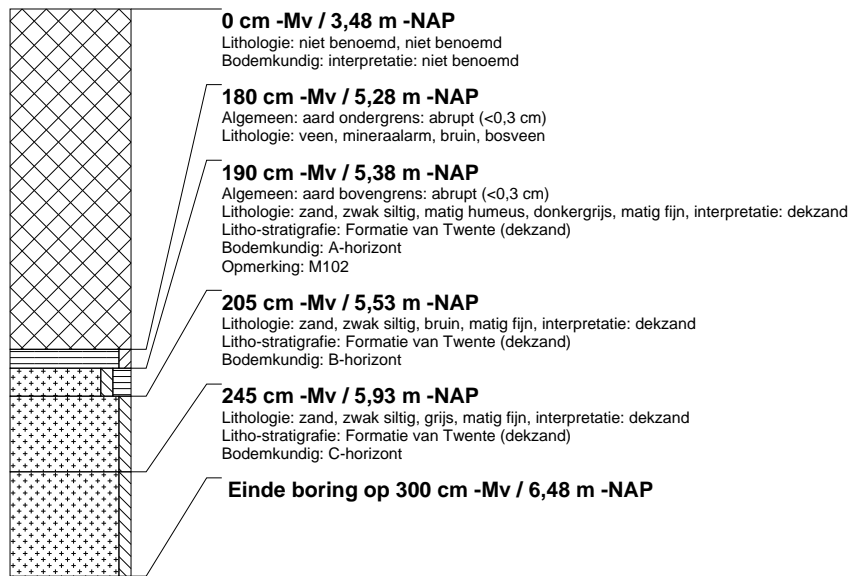 0 cm -Mv / 3,48 m -NAP
Lithologie: niet benoemd, niet benoemd
Bodemkundig: interpretatie: niet benoemd
180 cm -Mv / 5,28 m -NAP
Algemeen: aard ondergrens: abrupt (<0,3 cm)
Lithologie: veen, mineraalarm, bruin, bosveen
190 cm -Mv / 5,38 m -NAP
Algemeen: aard bovengrens: abrupt (<0,3 cm)
Lithologie: zand, zwak siltig, matig humeus, donkergrijs, matig fijn, interpretatie: dekzand
Litho-stratigrafie: Formatie van Twente (dekzand)
Bodemkundig: A-horizont
Opmerking: M102
205 cm -Mv / 5,53 m -NAP
Lithologie: zand, zwak siltig, bruin, matig fijn, interpretatie: dekzand
Litho-stratigrafie: Formatie van Twente (dekzand)
Bodemkundig: B-horizont
245 cm -Mv / 5,93 m -NAP
Lithologie: zand, zwak siltig, grijs, matig fijn, interpretatie: dekzand
Litho-stratigrafie: Formatie van Twente (dekzand)
Bodemkundig: C-horizont
Einde boring op 300 cm -Mv / 6,48 m -NAP